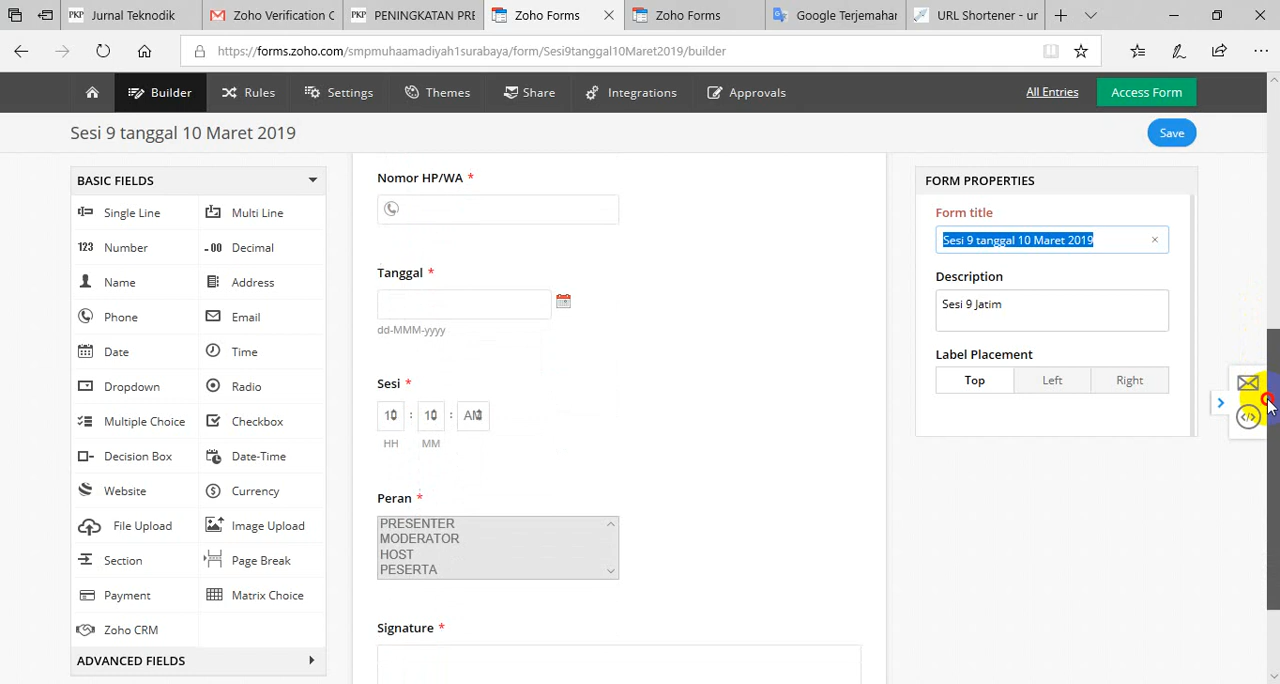 Jurnal Teknodik
Zoho Verification C
PENINGKATAN PRE
Zoho Forms
Zoho Forms
Google Terjemahan
URL Shortener - ur
https://forms.zoho.com/smpmuhaamadiyah1surabaya/form/Sesi9tanggal10Maret2019/builder
Builder
Rules
Settings
Themes
Share
Integrations
Approvals
All Entries
Access Form
Sesi 9 tanggal 10 Maret 2019
Save
BASIC FIELDS
Single Line
Multi Line
123 Number
.00 Decimal
Name
Address
Phone
Email
Date
Time
Dropdown
Radio
Multiple Choice
Checkbox
Decision Box
Date-Time
Website
Currency
File Upload
Image Upload
Section
Page Break
Payment
Matrix Choice
Zoho CRM
ADVANCED FIELDS
Nomor HP/WA *
Tanggal *
dd-MMM-yyyy
Sesi *
10 : 10 : AM
HH MM
Peran *
PRESENTER
MODERATOR
HOST
PESERTA
Signature *
FORM PROPERTIES
Form title
Sesi 9 tanggal 10 Maret 2019
Description
Sesi 9 Jatim
Label Placement
Top
Left
Right